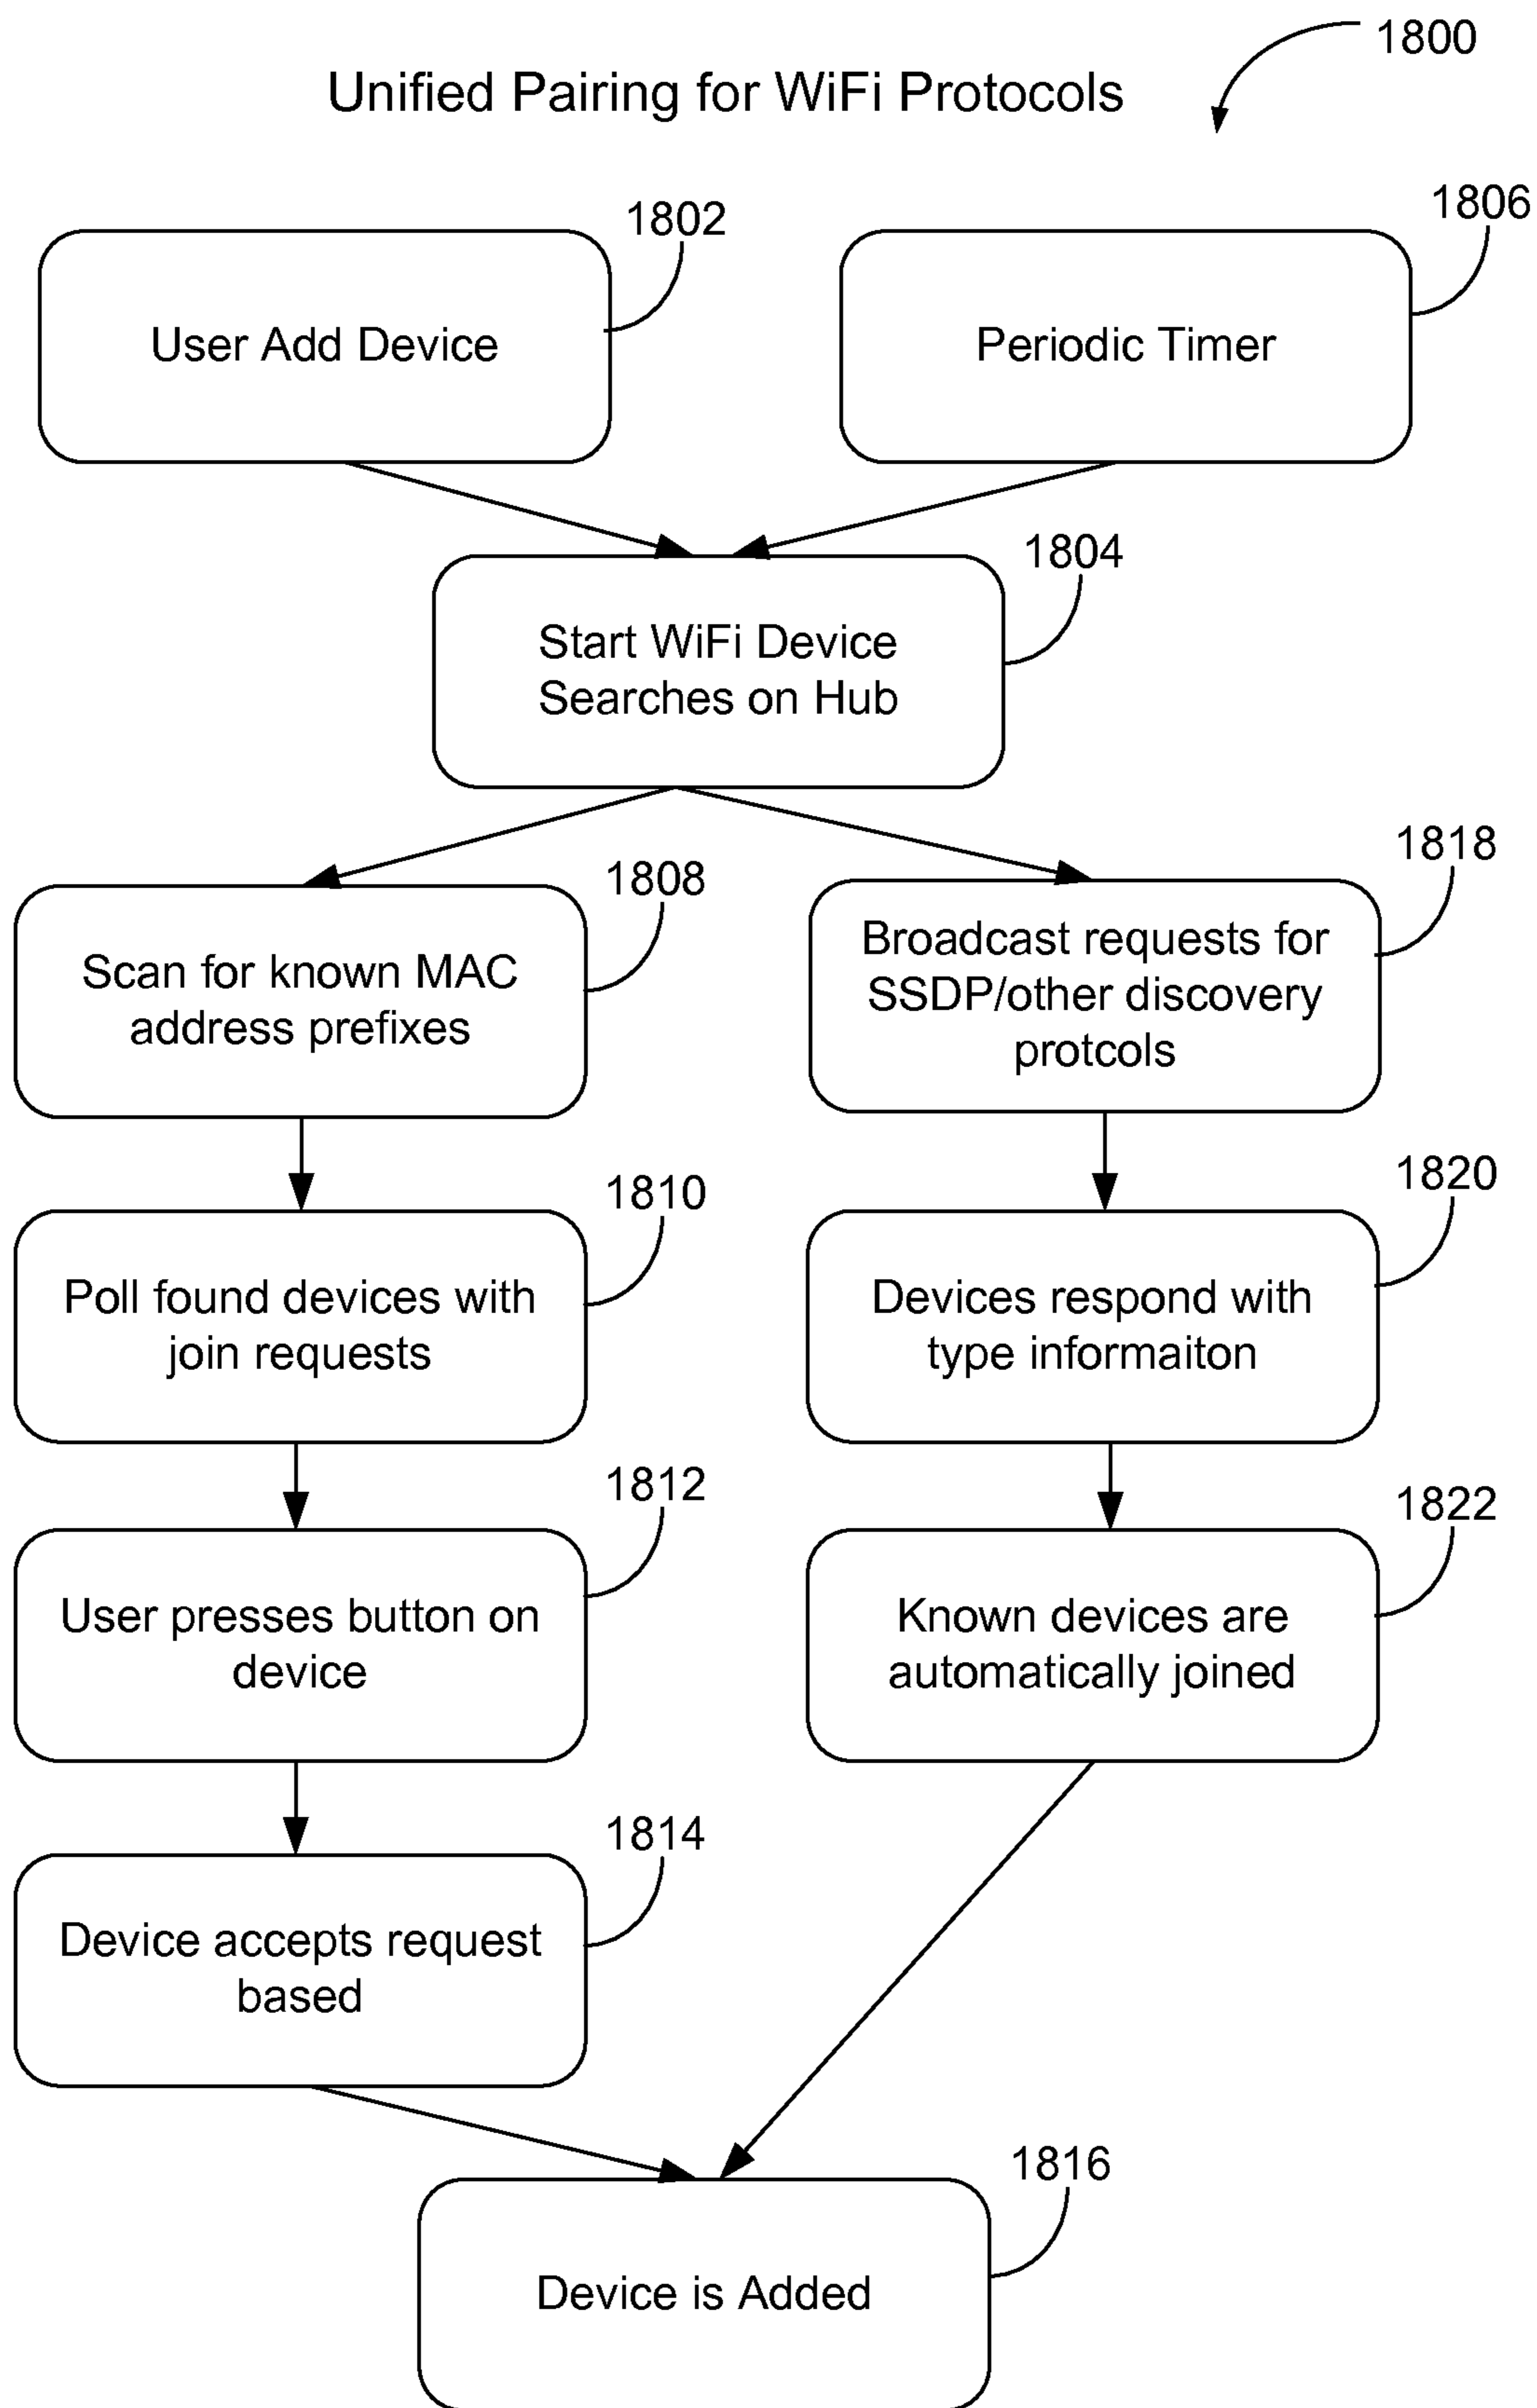 1800
Unified Pairing for WiFi Protocols
1802
1806
User Add Device
Periodic Timer
1804
Start WiFi Device
Searches on Hub
1808
1818
Scan for known MAC
address prefixes
Broadcast requests for
SSDP/other discovery
protcols
1810
1820
Poll found devices with
join requests
Devices respond with
type informaiton
1812
1822
User presses button on
device
Known devices are
automatically joined
1814
Device accepts request
based
1816
Device is Added